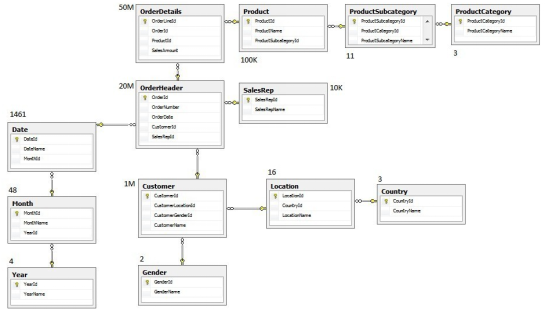 50M
OrderDetails
OrderLineId
OrderId
ProductId
SalesAmount
Product
ProductId
ProductName
ProductSubcategoryId
100K
ProductSubcategory
ProductSubcategoryId
ProductCategoryId
ProductSubcategoryName
11
ProductCategory
ProductCategoryId
ProductCategoryName
3
20M
OrderHeader
OrderId
OrderNumber
OrderDate
CustomerId
SalesRepId
SalesRep
SalesRepId
SalesRepName
10K
1461
Date
DateId
DateName
MonthId
48
Month
MonthId
MonthName
YearId
4
Year
YearId
YearName
1M
Customer
CustomerId
CustomerLocationId
CustomerGenderId
CustomerName
16
Location
LocationId
CountryId
LocationName
3
Country
CountryId
CountryName
2
Gender
GenderId
GenderName